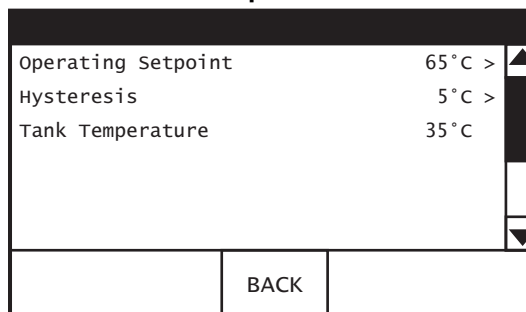 Operating Setpoint 65°C >
Hysteresis 5°C >
Tank Temperature 35°C
BACK